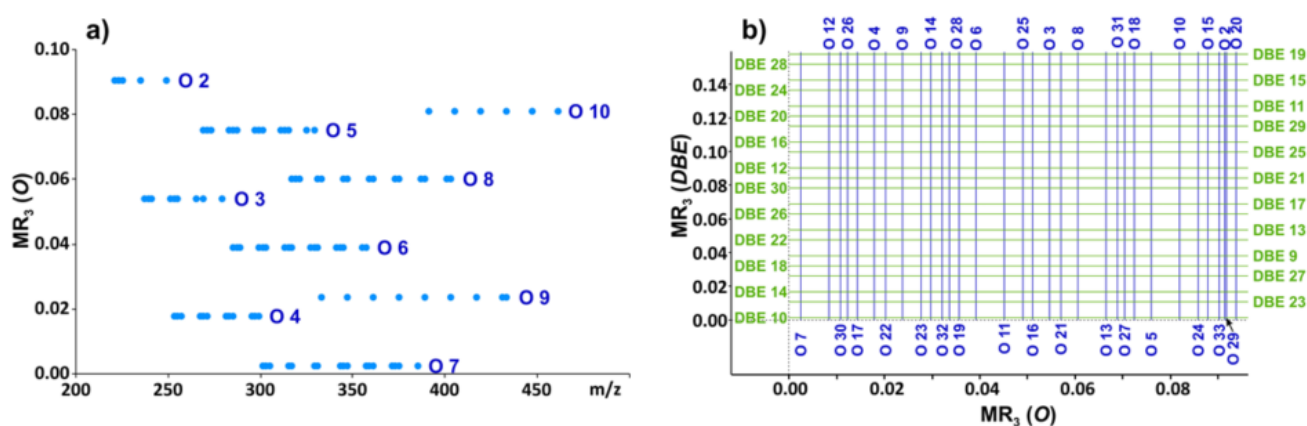 a)
MR3 (O)
0.10
0.08
0.06
0.04
0.02
0.00
O 2
O 10
O 5
O 8
O 3
O 6
O 9
O 4
O 7
200
250
300
350
400
450
m/z
b)
O 12
O 26
O 4
O 9
O 14
O 28
O 6
O 25
O 3
O 8
O 31
O 18
O 10
O 15
O 2
O 20
MR3 (DBE)
0.14
0.12
0.10
0.08
0.06
0.04
0.02
0.00
DBE 28
DBE 24
DBE 20
DBE 16
DBE 12
DBE 30
DBE 26
DBE 22
DBE 18
DBE 14
DBE 10
DBE 19
DBE 15
DBE 11
DBE 29
DBE 25
DBE 21
DBE 17
DBE 13
DBE 9
DBE 27
DBE 23
O 7
O 30
O 17
O 22
O 23
O 32
O 19
O 11
O 16
O 21
O 13
O 27
O 5
O 24
O 33
O 29
0.00
0.02
0.04
0.06
0.08
MR3 (O)